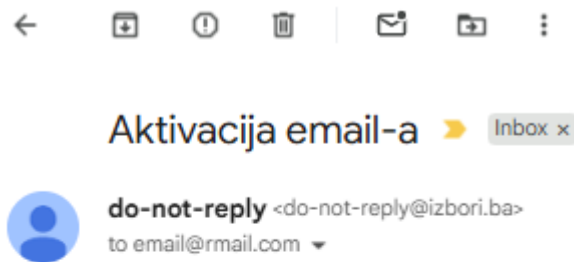 Aktivacija email-a Inbox ×
do-not-reply <do-not-reply@izbori.ba>
to email@rmail.com